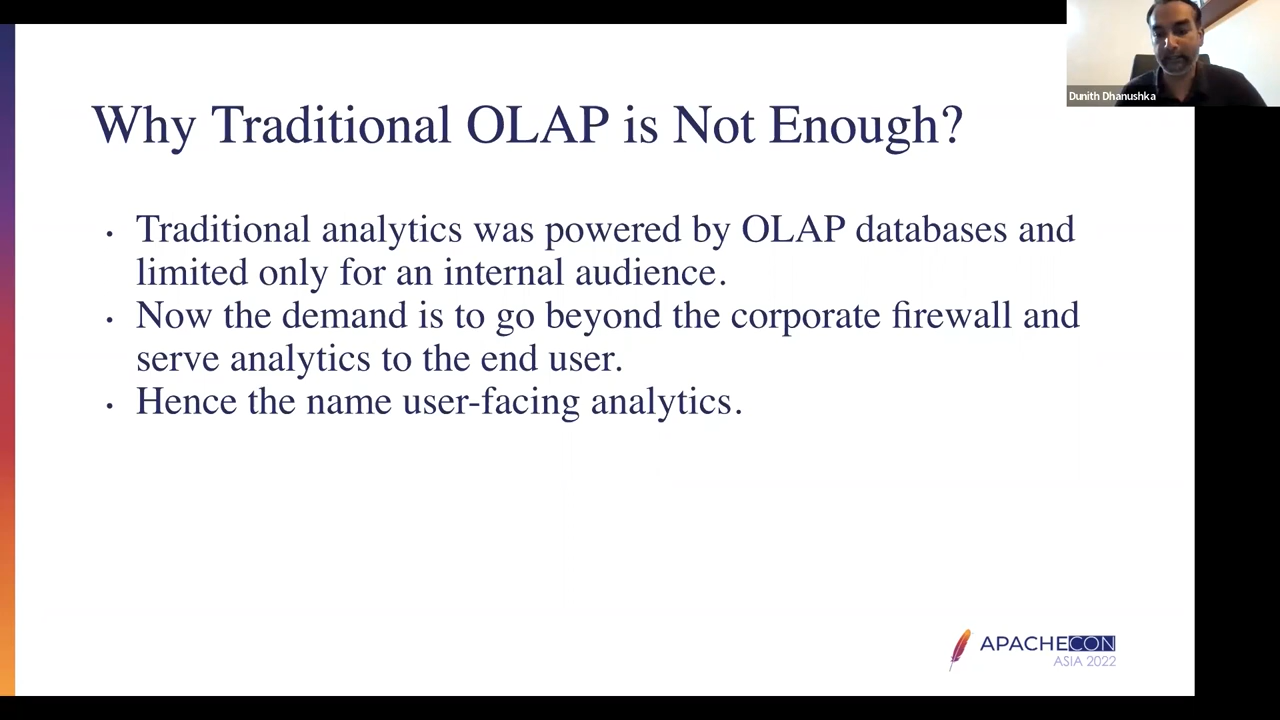 Dunith Dhanushka
Why Traditional OLAP is Not Enough?
• Traditional analytics was powered by OLAP databases and
limited only for an internal audience.
• Now the demand is to go beyond the corporate firewall and
serve analytics to the end user.
• Hence the name user-facing analytics.
APACHECON
ASIA 2022